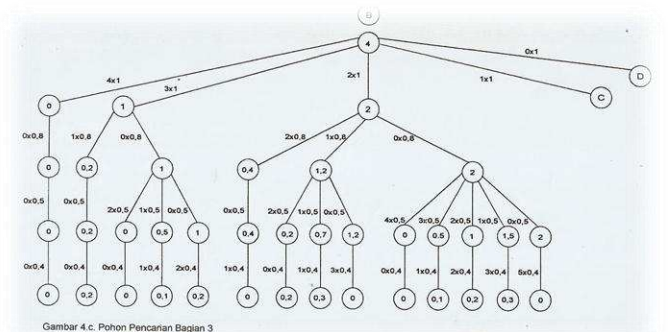 B
4
4x1 3x1 2x1 1x1 0x1
0 1 2 C D
0x0,8 1x0,8 0x0,8 2x0,8 1x0,8 0x0,8
0 0,2 1 0,4 1,2 2
0x0,5 0x0,5 2x0,5 1x0,5 0x0,5 0x0,5 2x0,5 1x0,5 0x0,5 4x0,5 3x0,5 2x0,5 1x0,5 0x0,5
0 0,2 0 0,5 1 0,4 0,2 0,7 1,2 0 0.5 1 1,5 2
0x0,4 0x0,4 0x0,4 1x0,4 2x0,4 1x0,4 0x0,4 1x0,4 3x0,4 0x0,4 1x0,4 2x0,4 3x0,4 5x0,4
0 0,2 0 0,1 0,2 0 0,2 0,3 0 0 0,1 0,2 0,3 0
Gambar 4.c. Pohon Pencarian Bagian 3